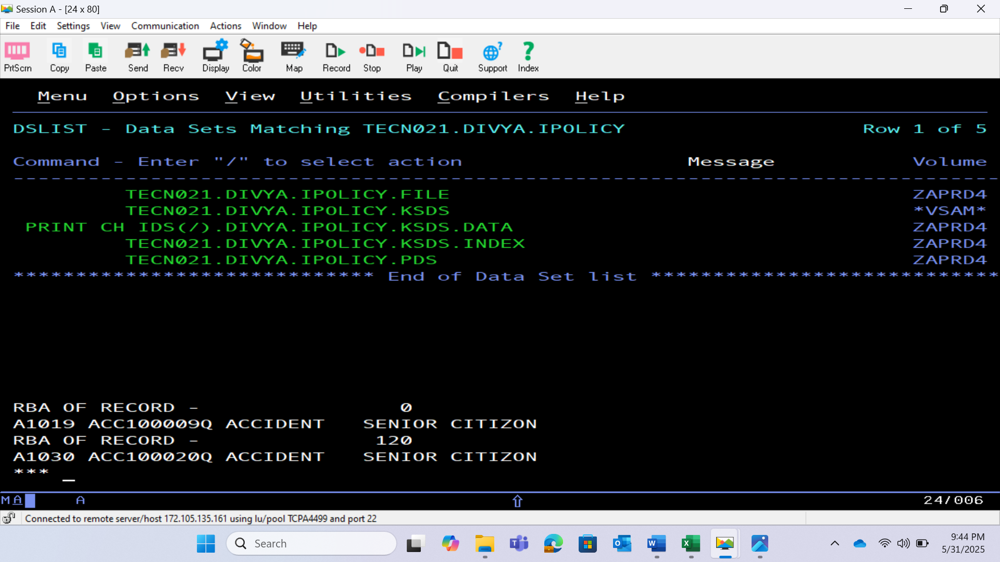 Session A - [24 x 80]
File Edit Settings View Communication Actions Window Help
PrtScrn Copy Paste Send Recv Display Color Map Record Stop Play Quit Support Index
Menu Options View Utilities Compilers Help
DSLIST - Data Sets Matching TECN021.DIVYA.IPOLICY Row 1 of 5
Command - Enter "/" to select action Message Volume
-------------------------------------------------------------------------------
TECN021.DIVYA.IPOLICY.FILE ZAPRD4
TECN021.DIVYA.IPOLICY.KSDS *VSAM*
PRINT CH IDS(/).DIVYA.IPOLICY.KSDS.DATA ZAPRD4
TECN021.DIVYA.IPOLICY.KSDS.INDEX ZAPRD4
TECN021.DIVYA.IPOLICY.PDS ZAPRD4
***************************** End of Data Set list ****************************
RBA OF RECORD - 0
A1019 ACC100009Q ACCIDENT SENIOR CITIZON
RBA OF RECORD - 120
A1030 ACC100020Q ACCIDENT SENIOR CITIZON
*** _
MA A 24/006
Connected to remote server/host 172.105.135.161 using lu/pool TCPA4499 and port 22
Search
9:44 PM
5/31/2025